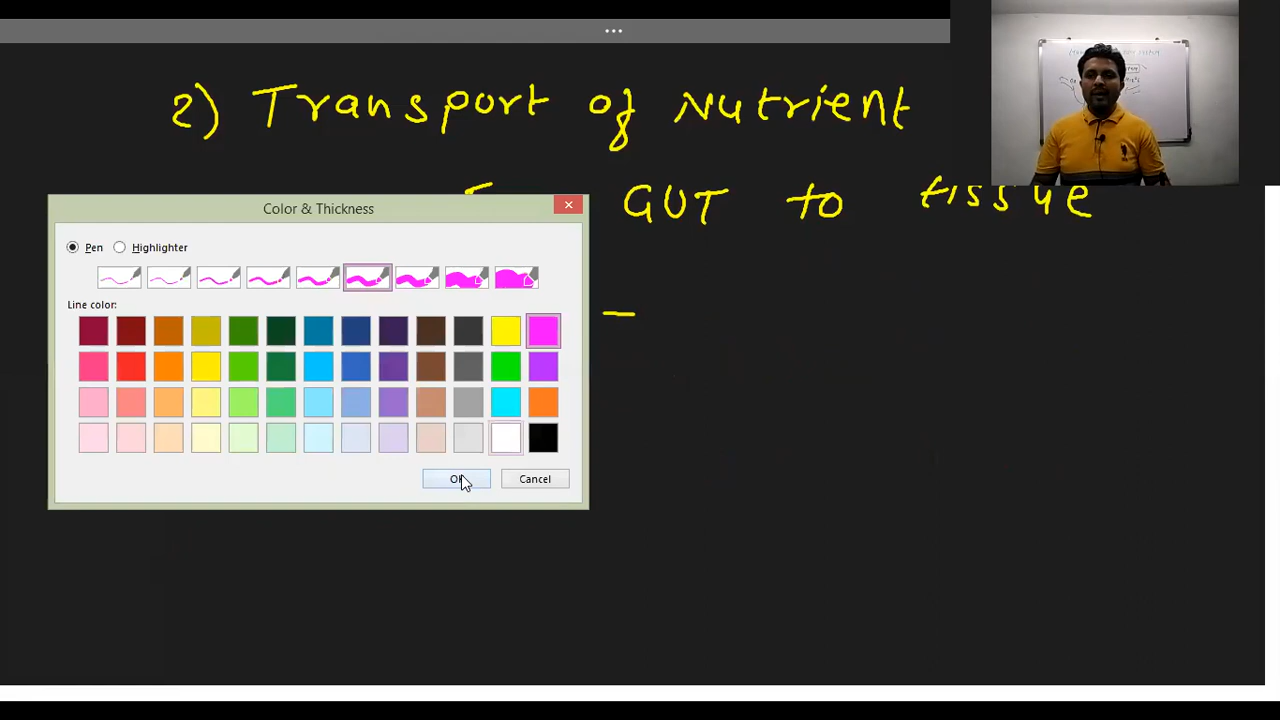 ...
2) Transport of Nutrient
GUT to tissue
Color & Thickness
Pen Highlighter
Line color:
OK Cancel